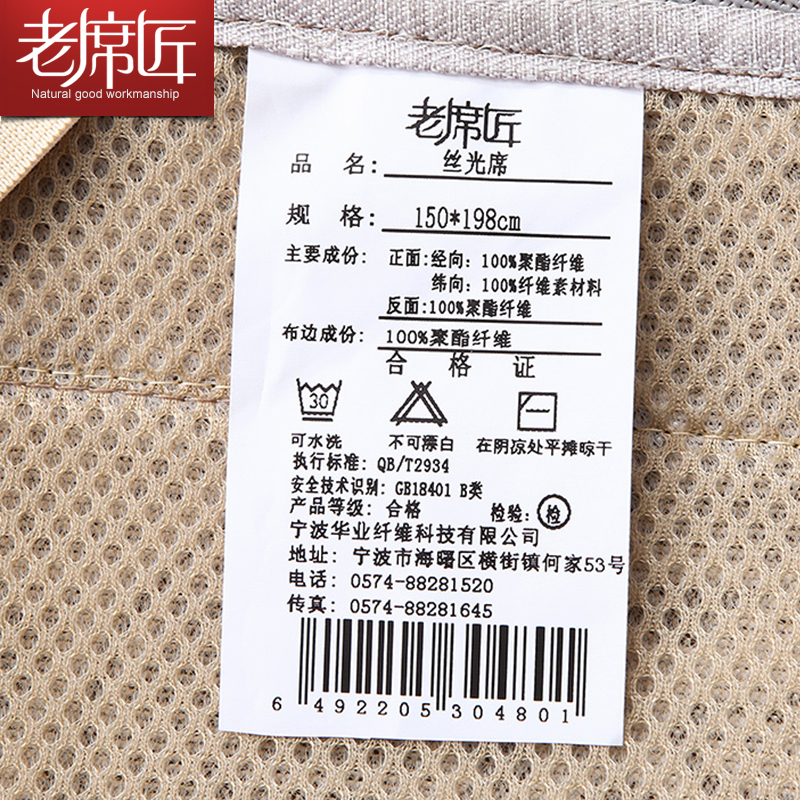 老席匠
Natural good workmanship
老席匠
品 名: 丝光席
规 格: 150*198cm
主要成份: 正面:经向: 100%聚酯纤维
纬向: 100%纤维素材料
反面:100%聚酯纤维
布边成份: 100%聚酯纤维
合 格 证
30
可水洗 不可漂白 在阴凉处平摊晾干
执行标准: QB/T2934
安全技术识别: GB18401 B类
产品等级: 合格 检验: 检
宁波华业纤维科技有限公司
地址: 宁波市海曙区横街镇何家53号
电话: 0574-88281520
传真: 0574-88281645
6 492205 304801